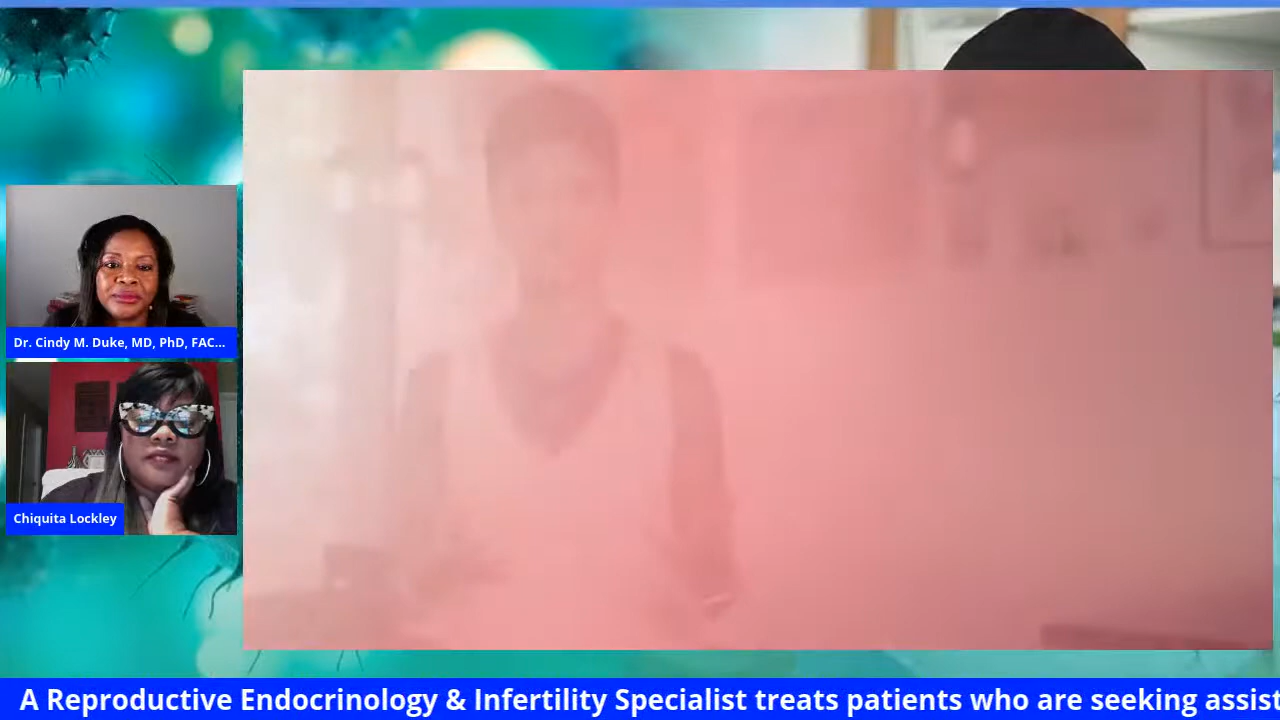 Dr. Cindy M. Duke, MD, PhD, FAC...
Chiquita Lockley
A Reproductive Endocrinology & Infertility Specialist treats patients who are seeking assist